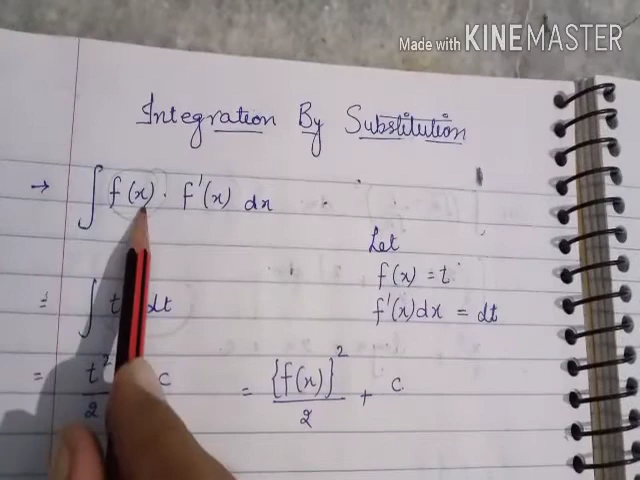 Made with KINEMASTER
Integration By Substitution
→ ∫ f(x) · f'(x) dx
Let
f(x) = t
= ∫ t dt
f'(x)dx = dt
= t²/2 c = {f(x)}²/2 + c